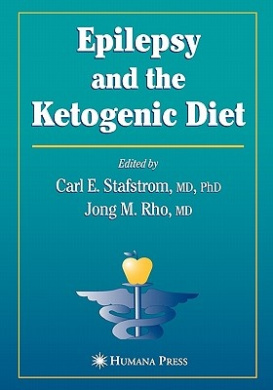 Epilepsy
and the
Ketogenic Diet
Edited by
Carl E. Stafstrom, MD, PhD
Jong M. Rho, MD
HUMANA PRESS